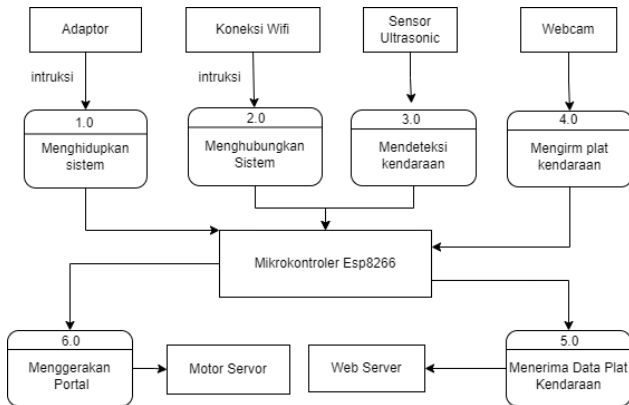 Adaptor
Koneksi Wifi
Sensor
Ultrasonic
Webcam
intruksi
intruksi
1.0
Menghidupkan
sistem
2.0
Menghubungkan
Sistem
3.0
Mendeteksi
kendaraan
4.0
Mengirm plat
kendaraan
Mikrokontroler Esp8266
6.0
Menggerakan
Portal
Motor Servor
Web Server
5.0
Menerima Data Plat
Kendaraan